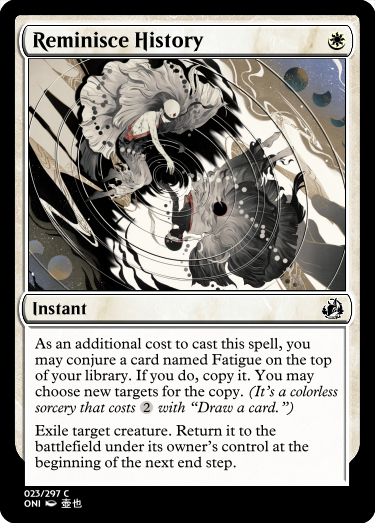 Reminisce History
Instant
As an additional cost to cast this spell, you
may conjure a card named Fatigue on the top
of your library. If you do, copy it. You may
choose new targets for the copy. (It's a colorless
sorcery that costs 2 with “Draw a card.”)
Exile target creature. Return it to the
battlefield under its owner's control at the
beginning of the next end step.
023/297 C
ONI 壺也